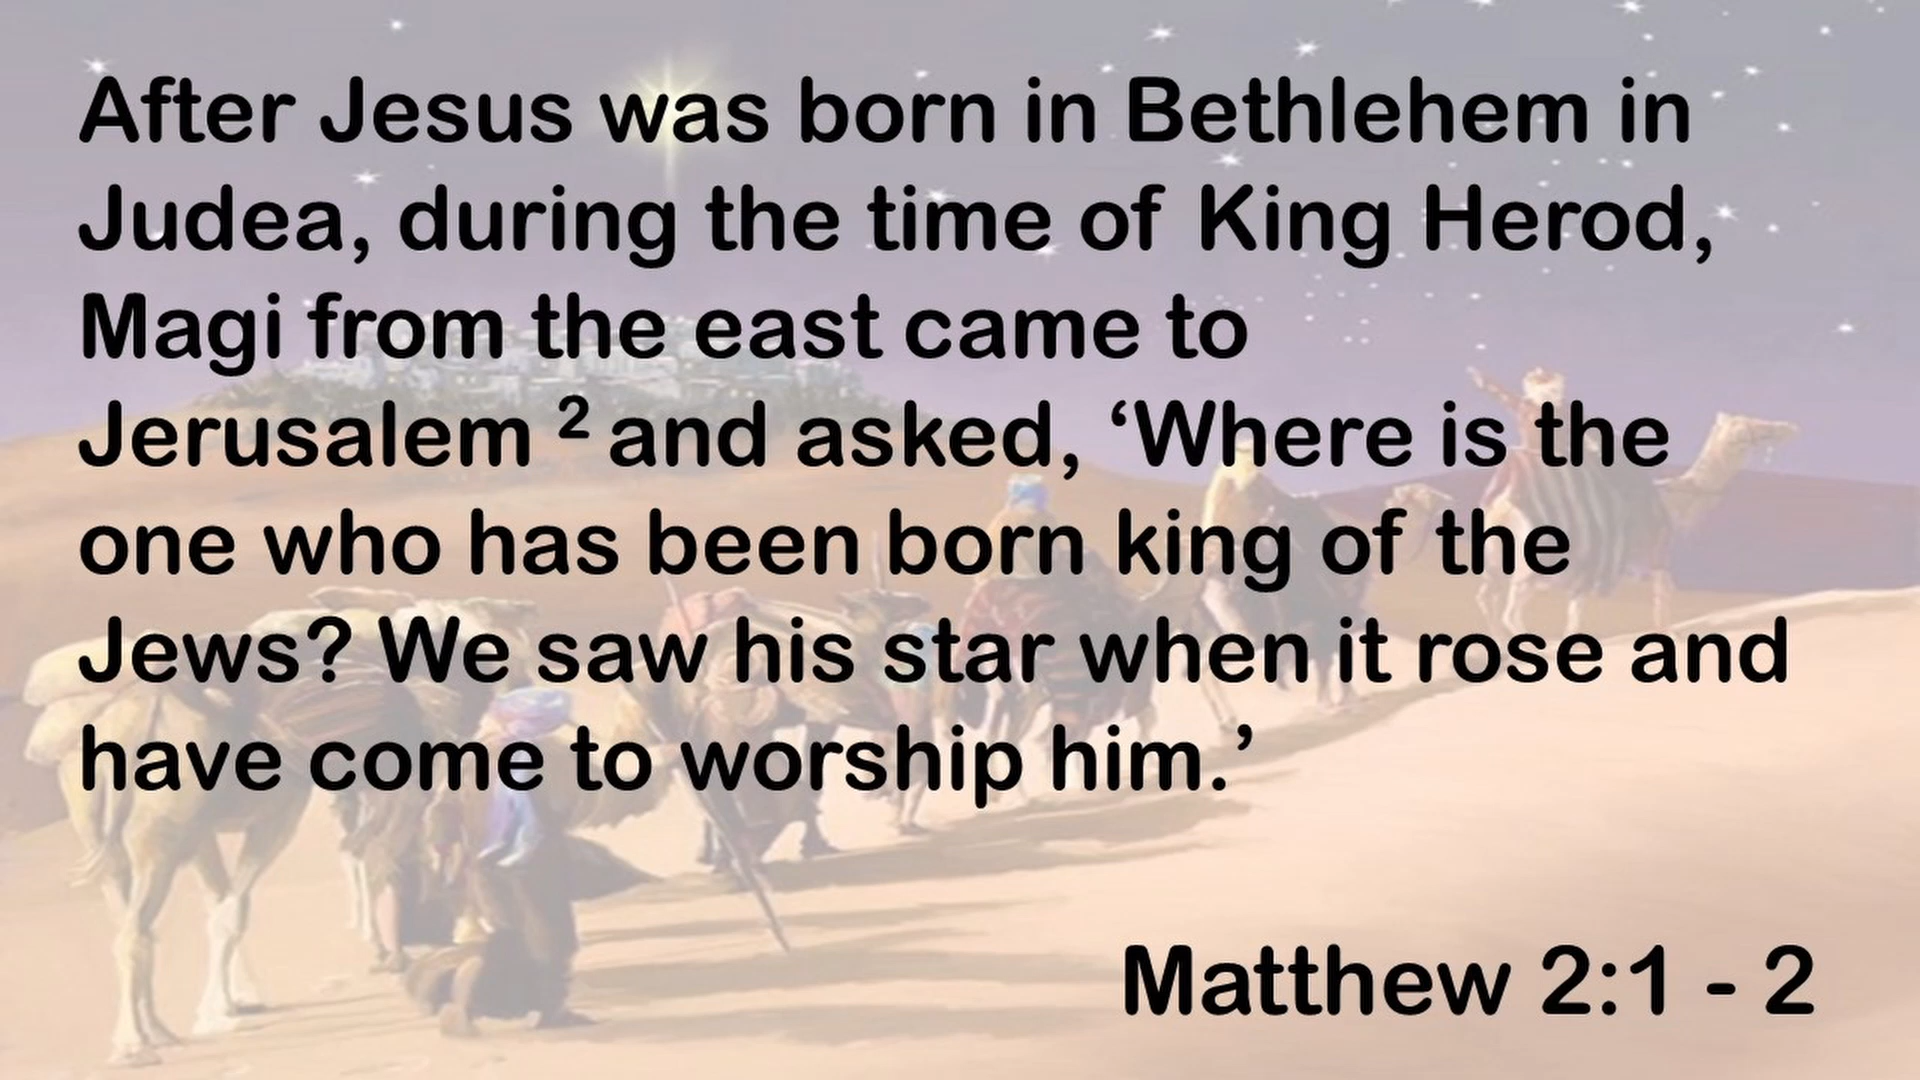 After Jesus was born in Bethlehem in
Judea, during the time of King Herod,
Magi from the east came to
Jerusalem ² and asked, ‘Where is the
one who has been born king of the
Jews? We saw his star when it rose and
have come to worship him.’
Matthew 2:1 - 2